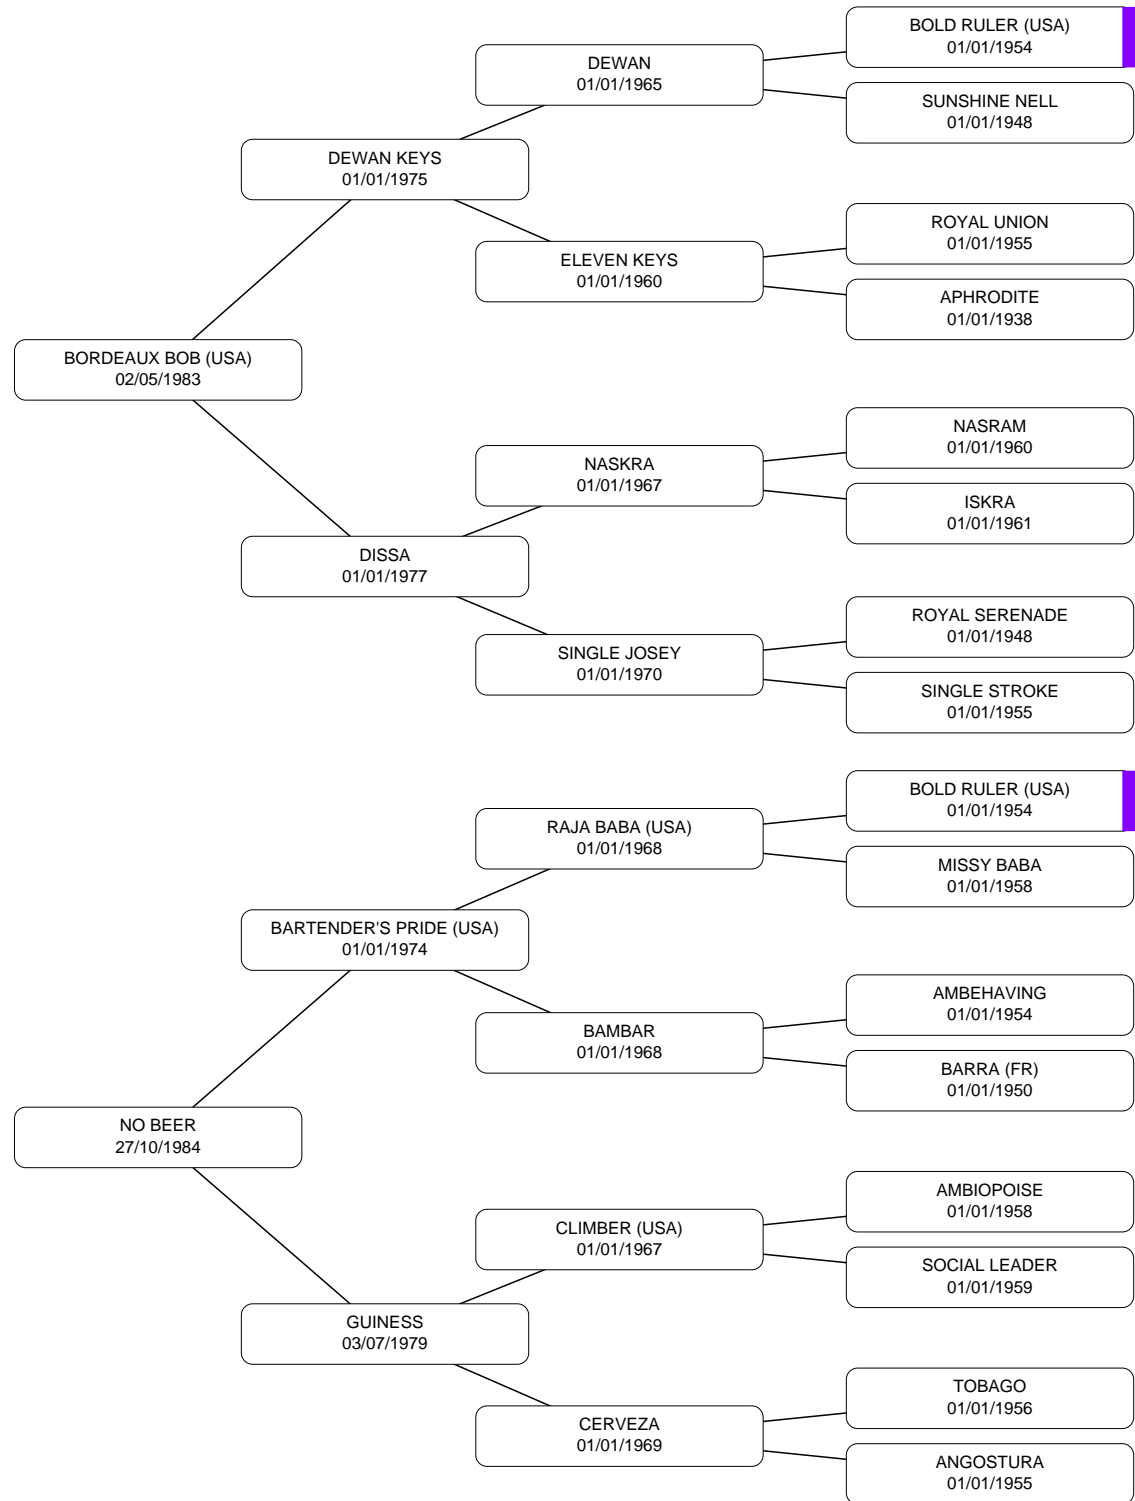 BOLD RULER (USA)
01/01/1954
DEWAN
01/01/1965
SUNSHINE NELL
01/01/1948
DEWAN KEYS
01/01/1975
ROYAL UNION
01/01/1955
ELEVEN KEYS
01/01/1960
APHRODITE
01/01/1938
BORDEAUX BOB (USA)
02/05/1983
NASRAM
01/01/1960
NASKRA
01/01/1967
ISKRA
01/01/1961
DISSA
01/01/1977
ROYAL SERENADE
01/01/1948
SINGLE JOSEY
01/01/1970
SINGLE STROKE
01/01/1955
BOLD RULER (USA)
01/01/1954
RAJA BABA (USA)
01/01/1968
MISSY BABA
01/01/1958
BARTENDER'S PRIDE (USA)
01/01/1974
AMBEHAVING
01/01/1954
BAMBAR
01/01/1968
BARRA (FR)
01/01/1950
NO BEER
27/10/1984
AMBIOPOISE
01/01/1958
CLIMBER (USA)
01/01/1967
SOCIAL LEADER
01/01/1959
GUINESS
03/07/1979
TOBAGO
01/01/1956
CERVEZA
01/01/1969
ANGOSTURA
01/01/1955